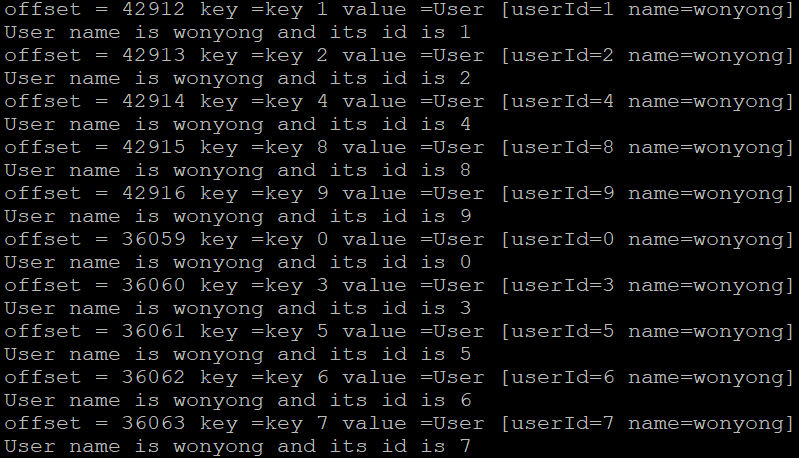 offset = 42912 key =key 1 value =User [userId=1 name=wonyong]
User name is wonyong and its id is 1
offset = 42913 key =key 2 value =User [userId=2 name=wonyong]
User name is wonyong and its id is 2
offset = 42914 key =key 4 value =User [userId=4 name=wonyong]
User name is wonyong and its id is 4
offset = 42915 key =key 8 value =User [userId=8 name=wonyong]
User name is wonyong and its id is 8
offset = 42916 key =key 9 value =User [userId=9 name=wonyong]
User name is wonyong and its id is 9
offset = 36059 key =key 0 value =User [userId=0 name=wonyong]
User name is wonyong and its id is 0
offset = 36060 key =key 3 value =User [userId=3 name=wonyong]
User name is wonyong and its id is 3
offset = 36061 key =key 5 value =User [userId=5 name=wonyong]
User name is wonyong and its id is 5
offset = 36062 key =key 6 value =User [userId=6 name=wonyong]
User name is wonyong and its id is 6
offset = 36063 key =key 7 value =User [userId=7 name=wonyong]
User name is wonyong and its id is 7